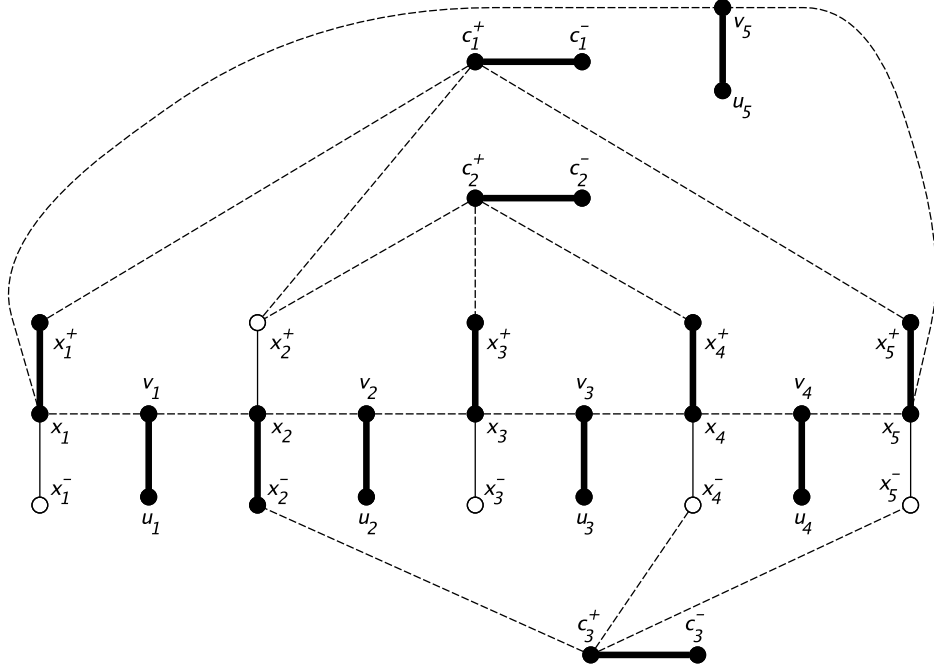 v₅
c₁⁺ c₁⁻
u₅
c₂⁺ c₂⁻
x₁⁺ x₂⁺ x₃⁺ x₄⁺ x₅⁺
v₁ v₂ v₃ v₄
x₁ x₂ x₃ x₄ x₅
x₁⁻ x₂⁻ x₃⁻ x₄⁻ x₅⁻
u₁ u₂ u₃ u₄
c₃⁺ c₃⁻